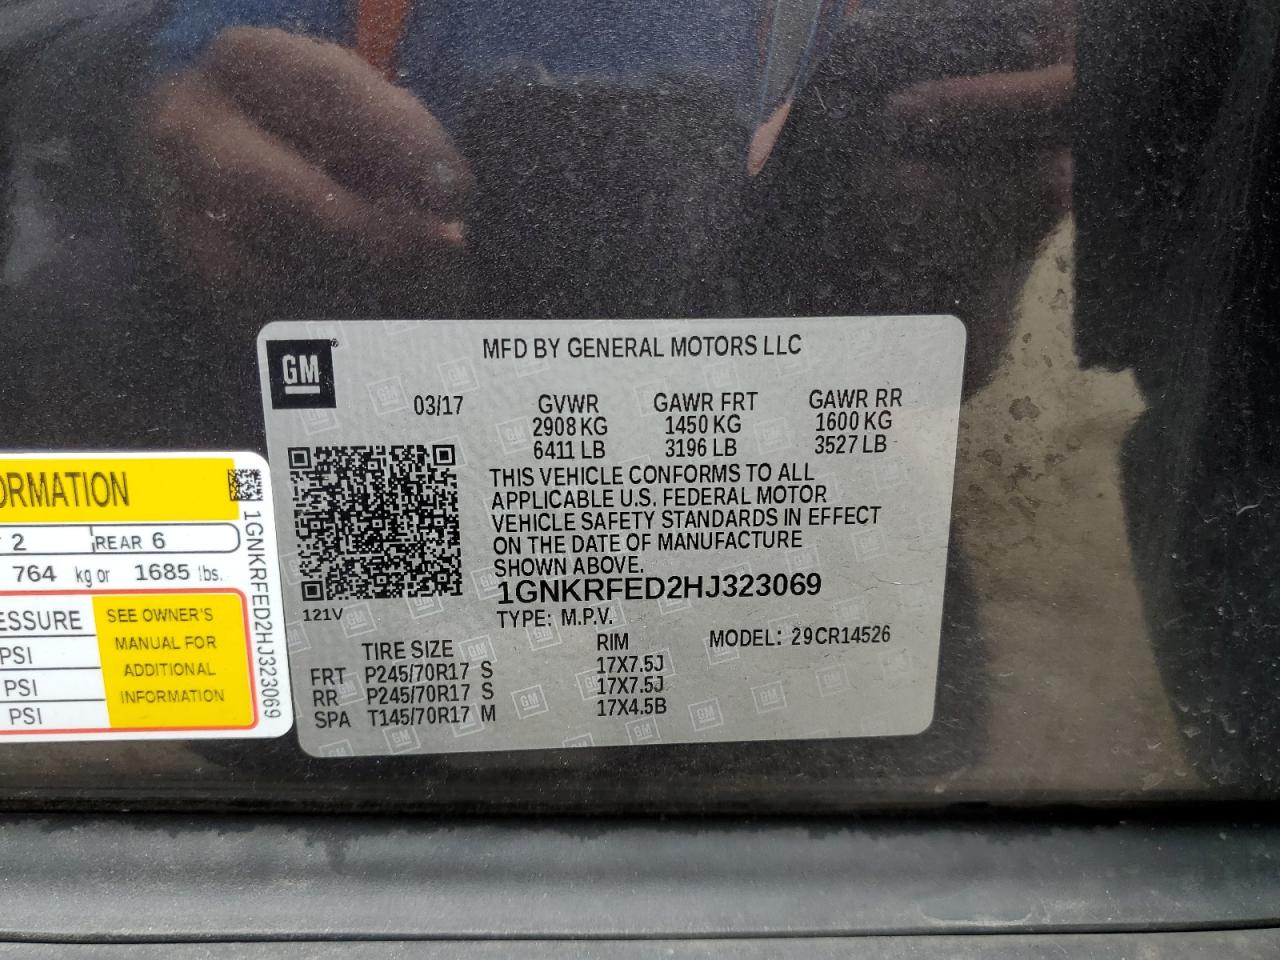 GM
MFD BY GENERAL MOTORS LLC
03/17
GVWR
2908 KG
6411 LB
GAWR FRT
1450 KG
3196 LB
GAWR RR
1600 KG
3527 LB
THIS VEHICLE CONFORMS TO ALL
APPLICABLE U.S. FEDERAL MOTOR
VEHICLE SAFETY STANDARDS IN EFFECT
ON THE DATE OF MANUFACTURE
SHOWN ABOVE.
1GNKRFED2HJ323069
121V
TYPE: M.P.V.
MODEL: 29CR14526
TIRE SIZE RIM
FRT P245/70R17 S 17X7.5J
RR P245/70R17 S 17X7.5J
SPA T145/70R17 M 17X4.5B
ORMATION
2 REAR 6
764 kg or 1685 lbs.
ESSURE
PSI
PSI
PSI
SEE OWNER'S
MANUAL FOR
ADDITIONAL
INFORMATION
1GNKRFED2HJ323069